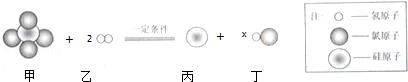 + 2 一定条件 + x
甲 乙 丙 丁
注:
氢原子
氯原子
硅原子